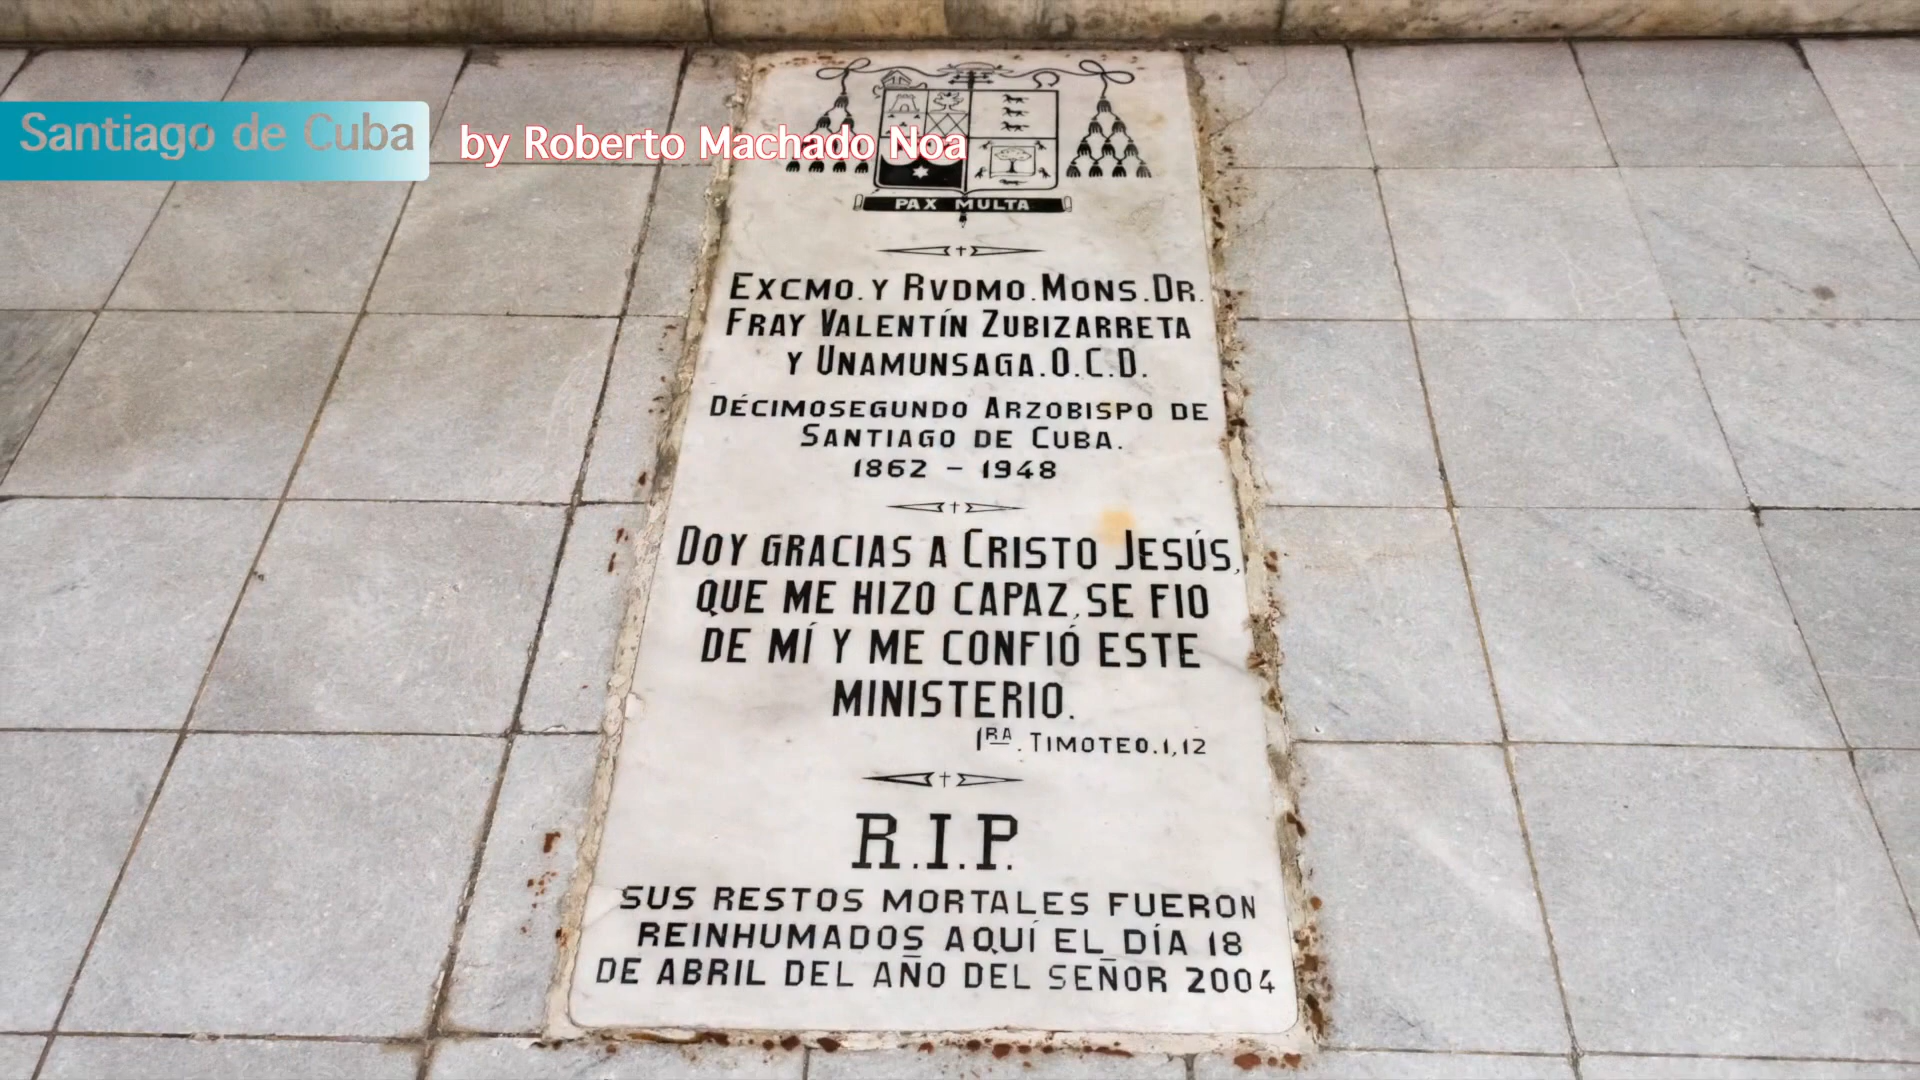 Santiago de Cuba
by Roberto Machado Noa
PAX MULTA
EXCMO. Y RVDMO. MONS. DR.
FRAY VALENTÍN ZUBIZARRETA
Y UNAMUNSAGA. O.C.D.
DÉCIMOSEGUNDO ARZOBISPO DE
SANTIAGO DE CUBA.
1862 - 1948
DOY GRACIAS A CRISTO JESÚS,
QUE ME HIZO CAPAZ, SE FIO
DE MÍ Y ME CONFIÓ ESTE
MINISTERIO.
1RA. TIMOTEO. 1, 12
R.I.P.
SUS RESTOS MORTALES FUERON
REINHUMADOS AQUÍ EL DÍA 18
DE ABRIL DEL AÑO DEL SEÑOR 2004